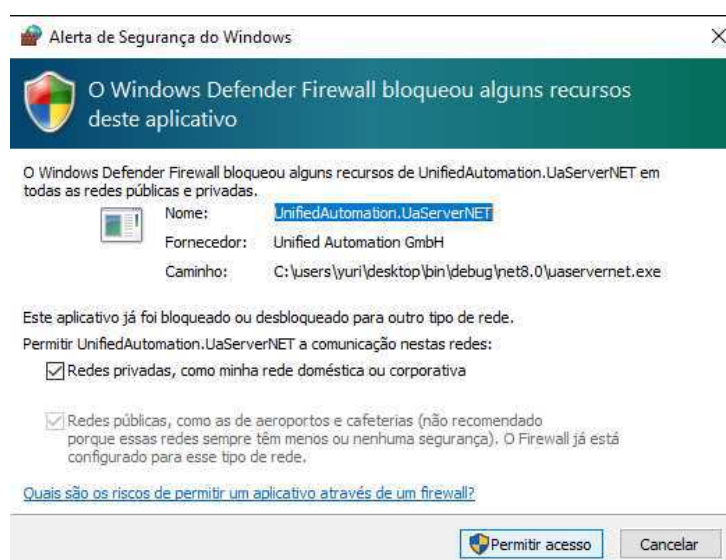 Alerta de Segurança do Windows
O Windows Defender Firewall bloqueou alguns recursos
deste aplicativo
O Windows Defender Firewall bloqueou alguns recursos de UnifiedAutomation.UaServerNET em
todas as redes públicas e privadas.
Nome: UnifiedAutomation.UaServerNET
Fornecedor: Unified Automation GmbH
Caminho: C:\users\yuri\desktop\bin\debug\net8.0\uaservernet.exe
Este aplicativo já foi bloqueado ou desbloqueado para outro tipo de rede.
Permitir UnifiedAutomation.UaServerNET a comunicação nestas redes:
Redes privadas, como minha rede doméstica ou corporativa
Redes públicas, como as de aeroportos e cafeterias (não recomendado
porque essas redes sempre têm menos ou nenhuma segurança). O Firewall já está
configurado para esse tipo de rede.
Quais são os riscos de permitir um aplicativo através de um firewall?
Permitir acesso Cancelar